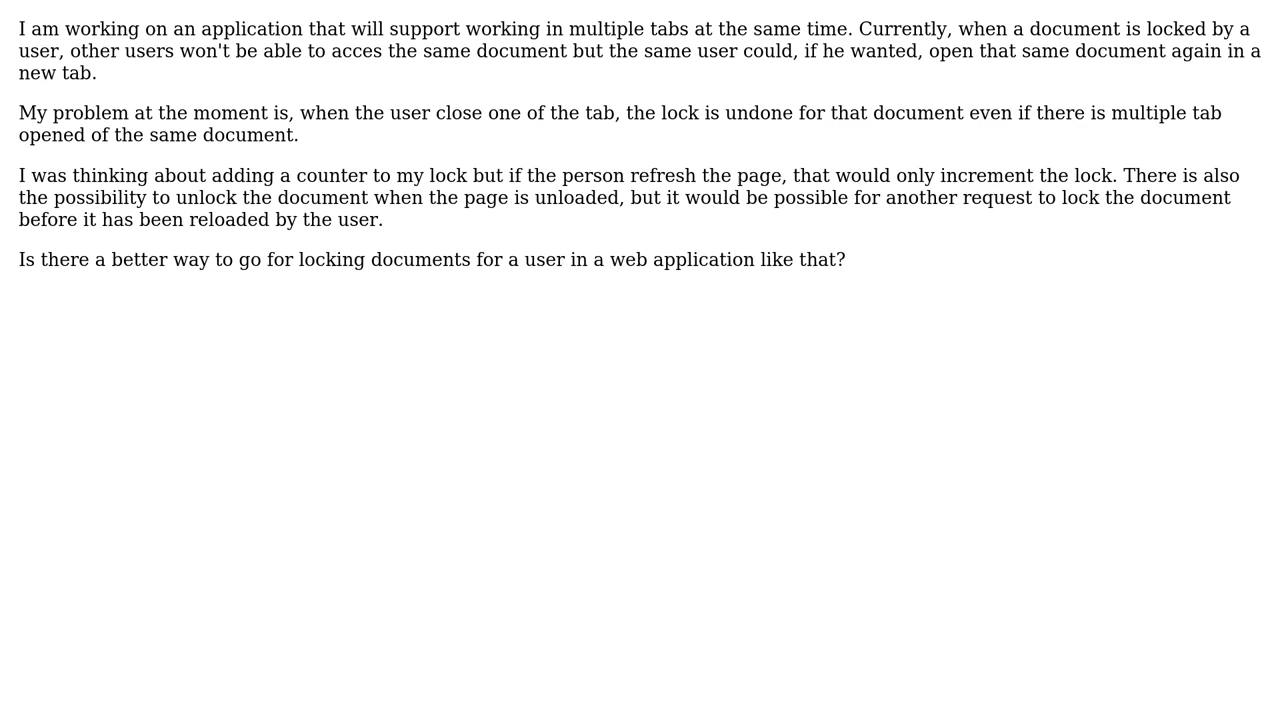 I am working on an application that will support working in multiple tabs at the same time. Currently, when a document is locked by a
user, other users won't be able to acces the same document but the same user could, if he wanted, open that same document again in a
new tab.
My problem at the moment is, when the user close one of the tab, the lock is undone for that document even if there is multiple tab
opened of the same document.
I was thinking about adding a counter to my lock but if the person refresh the page, that would only increment the lock. There is also
the possibility to unlock the document when the page is unloaded, but it would be possible for another request to lock the document
before it has been reloaded by the user.
Is there a better way to go for locking documents for a user in a web application like that?